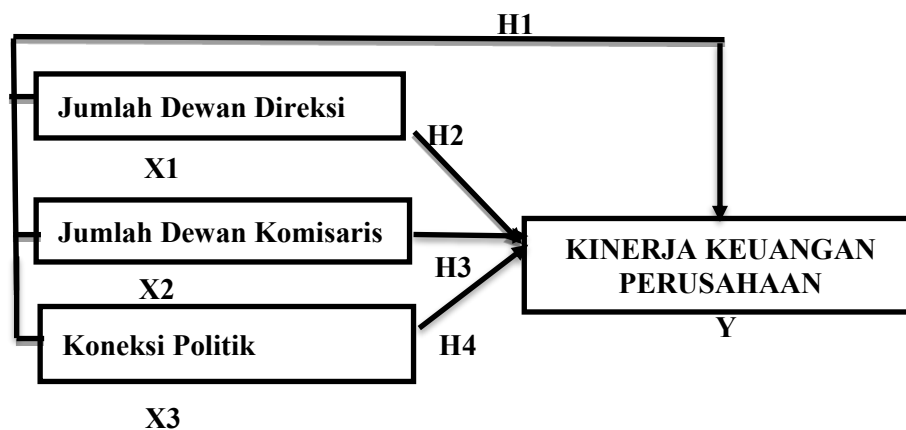 H1
Jumlah Dewan Direksi
H2
X1
Jumlah Dewan Komisaris
H3
X2
KINERJA KEUANGAN
PERUSAHAAN
Y
Koneksi Politik
H4
X3